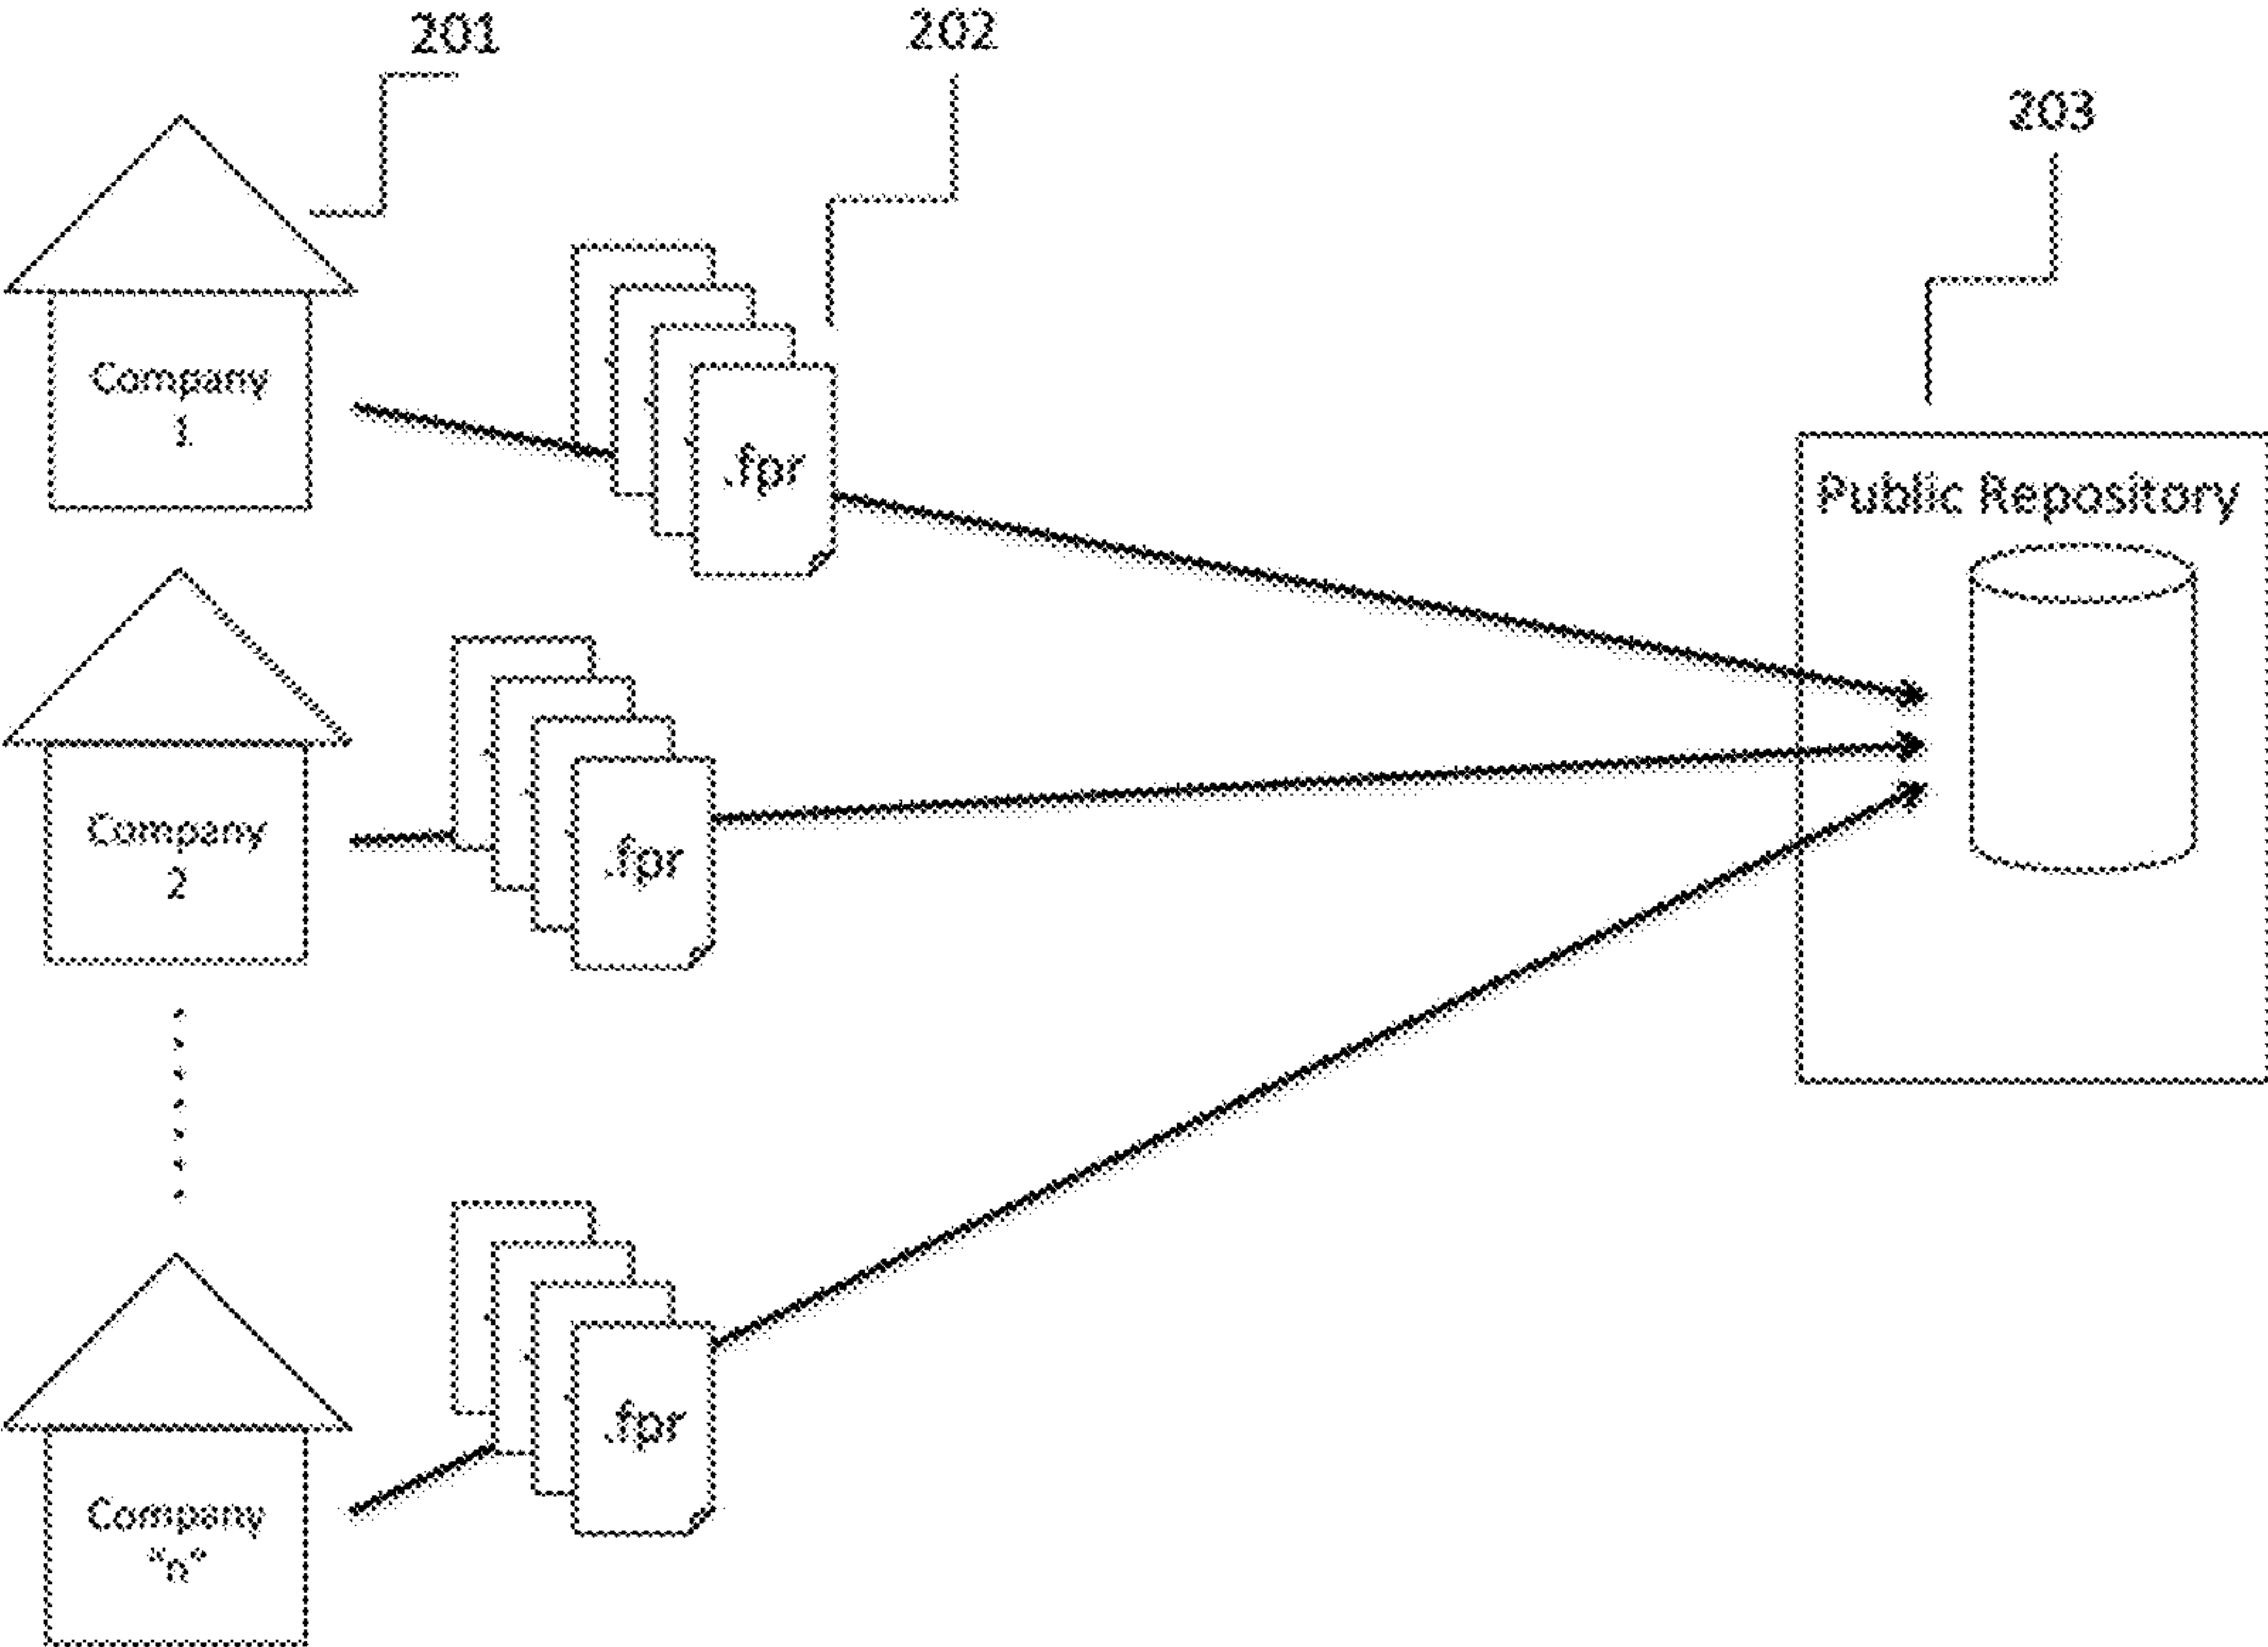 201
202
203
Company
1
.fpr
Public Repository
Company
2
.fpr
Company
"n"
.fpr